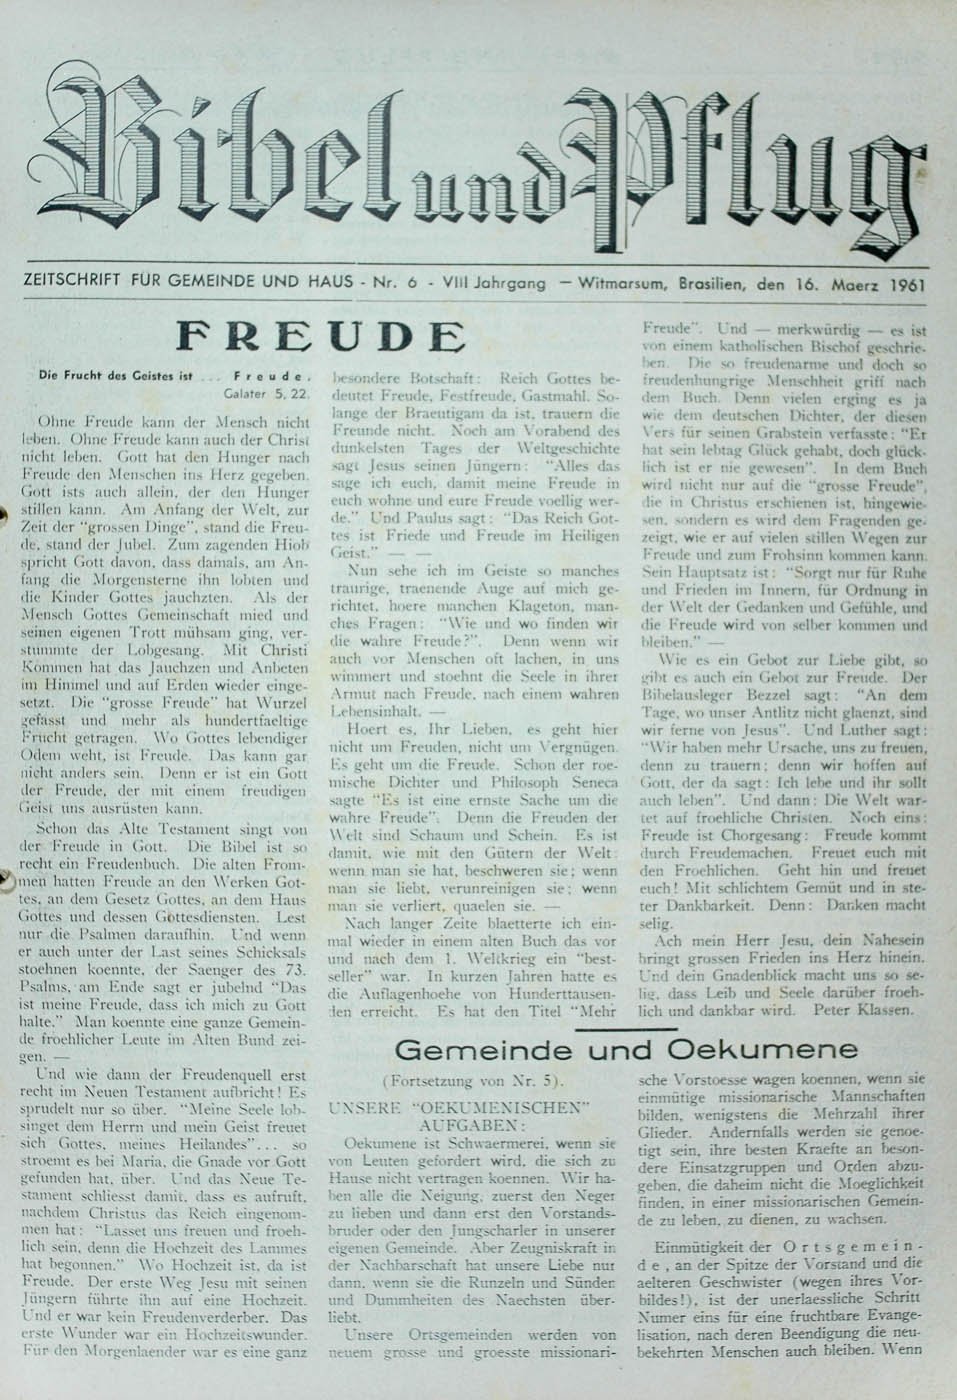 Bibel und Pflug
ZEITSCHRIFT FÜR GEMEINDE UND HAUS - Nr. 6 - VIII Jahrgang — Witmarsum, Brasilien, den 16. Maerz 1961
FREUDE
Die Frucht des Geistes ist ... Freude.
Galater 5, 22.
Ohne Freude kann der Mensch nicht
leben. Ohne Freude kann auch der Christ
nicht leben. Gott hat den Hunger nach
Freude den Menschen ins Herz gegeben.
Gott ists auch allein, der den Hunger
stillen kann. Am Anfang der Welt, zur
Zeit der "grossen Dinge", stand die Freu-
de, stand der Jubel. Zum zagenden Hiob
spricht Gott davon, dass damals, am An-
fang die Morgensterne ihn lobten und
die Kinder Gottes jauchzten. Als der
Mensch Gottes Gemeinschaft mied und
seinen eigenen Trott mühsam ging, ver-
stummte der Lobgesang. Mit Christi
Kommen hat das Jauchzen und Anbeten
im Himmel und auf Erden wieder einge-
setzt. Die "grosse Freude" hat Wurzel
gefasst und mehr als hundertfaeltige
Frucht getragen. Wo Gottes lebendiger
Odem weht, ist Freude. Das kann gar
nicht anders sein. Denn er ist ein Gott
der Freude, der mit einem freudigen
Geist uns ausrüsten kann.
Schon das Alte Testament singt von
der Freude in Gott. Die Bibel ist so
recht ein Freudenbuch. Die alten From-
men hatten Freude an den Werken Got-
tes, an dem Gesetz Gottes, an dem Haus
Gottes und dessen Gottesdiensten. Lest
nur die Psalmen daraufhin. Und wenn
er auch unter der Last seines Schicksals
stoehnen koennte, der Saenger des 73.
Psalms, am Ende sagt er jubelnd "Das
ist meine Freude, dass ich mich zu Gott
halte." Man koennte eine ganze Gemein-
de froehlicher Leute im Alten Bund zei-
gen. —
Und wie dann der Freudenquell erst
recht im Neuen Testament aufbricht! Es
sprudelt nur so über. "Meine Seele lob-
singet dem Herrn und mein Geist freuet
sich Gottes, meines Heilandes"... so
stroemt es bei Maria, die Gnade vor Gott
gefunden hat, über. Und das Neue Te-
stament schliesst damit, dass es aufruft,
nachdem Christus das Reich eingenom-
men hat: "Lasset uns freuen und froeh-
lich sein, denn die Hochzeit des Lammes
hat begonnen." Wo Hochzeit ist, da ist
Freude. Der erste Weg Jesu mit seinen
Jüngern führte ihn auf eine Hochzeit.
Und er war kein Freudenverderber. Das
erste Wunder war ein Hochzeitswunder.
Für den Morgenlaender war es eine ganz
besondere Botschaft: Reich Gottes be-
deutet Freude, Festfreude, Gastmahl. So-
lange der Braeutigam da ist, trauern die
Freunde nicht. Noch am Vorabend des
dunkelsten Tages der Weltgeschichte
sagt Jesus seinen Jüngern: "Alles das
sage ich euch, damit meine Freude in
euch wohne und eure Freude voellig wer-
de." Und Paulus sagt: "Das Reich Got-
tes ist Friede und Freude im Heiligen
Geist." — —
Nun sehe ich im Geiste so manches
traurige, traenende Auge auf mich ge-
richtet, hoere manchen Klageton, man-
ches Fragen: "Wie und wo finden wir
die wahre Freude?". Denn wenn wir
auch vor Menschen oft lachen, in uns
wimmert und stoehnt die Seele in ihrer
Armut nach Freude, nach einem wahren
Lebensinhalt. —
Hoert es, Ihr Lieben, es geht hier
nicht um Freuden, nicht um Vergnügen.
Es geht um die Freude. Schon der roe-
mische Dichter und Philosoph Seneca
sagte "Es ist eine ernste Sache um die
wahre Freude". Denn die Freuden der
Welt sind Schaum und Schein. Es ist
damit, wie mit den Gütern der Welt:
wenn man sie hat, beschweren sie; wenn
man sie liebt, verunreinigen sie; wenn
man sie verliert, quaelen sie. —
Nach langer Zeite blaetterte ich ein-
mal wieder in einem alten Buch das vor
und nach dem 1. Weltkrieg ein "best-
seller" war. In kurzen Jahren hatte es
die Auflagenhoehe von Hunderttausen-
den erreicht. Es hat den Titel "Mehr
Freude". Und — merkwürdig — es ist
von einem katholischen Bischof geschrie-
ben. Die so freudenarme und doch so
freudenhungrige Menschheit griff nach
dem Buch. Denn vielen erging es ja
wie dem deutschen Dichter, der diesen
Vers für seinen Grabstein verfasste: "Er
hat sein lebtag Glück gehabt, doch glück-
lich ist er nie gewesen". In dem Buch
wird nicht nur auf die "grosse Freude",
die in Christus erschienen ist, hingewie-
sen, sondern es wird dem Fragenden ge-
zeigt, wie er auf vielen stillen Wegen zur
Freude und zum Frohsinn kommen kann.
Sein Hauptsatz ist: "Sorgt nur für Ruhe
und Frieden im Innern, für Ordnung in
der Welt der Gedanken und Gefühle, und
die Freude wird von selber kommen und
bleiben." —
Wie es ein Gebot zur Liebe gibt, so
gibt es auch ein Gebot zur Freude. Der
Bibelausleger Bezzel sagt: "An dem
Tage, wo unser Antlitz nicht glaenzt, sind
wir ferne von Jesus". Und Luther sagt:
"Wir haben mehr Ursache, uns zu freuen,
denn zu trauern; denn wir hoffen auf
Gott, der da sagt: Ich lebe und ihr sollt
auch leben". Und dann: Die Welt war-
tet auf froehliche Christen. Noch eins:
Freude ist Chorgesang: Freude kommt
durch Freudemachen. Freuet euch mit
den Froehlichen. Geht hin und freuet
euch! Mit schlichtem Gemüt und in ste-
ter Dankbarkeit. Denn: Danken macht
selig.
Ach mein Herr Jesu, dein Nahesein
bringt grossen Frieden ins Herz hinein.
Und dein Gnadenblick macht uns so se-
lig, dass Leib und Seele darüber froeh-
lich und dankbar wird. Peter Klassen.
Gemeinde und Oekumene
(Fortsetzung von Nr. 5).
UNSERE "OEKUMENISCHEN"
AUFGABEN:
Oekumene ist Schwaermerei, wenn sie
von Leuten gefordert wird, die sich zu
Hause nicht vertragen koennen. Wir ha-
ben alle die Neigung, zuerst den Neger
zu lieben und dann erst den Vorstands-
bruder oder den Jungscharler in unserer
eigenen Gemeinde. Aber Zeugniskraft in
der Nachbarschaft hat unsere Liebe nur
dann, wenn sie die Runzeln und Sünden
und Dummheiten des Naechsten über-
liebt.
Unsere Ortsgemeinden werden von
neuem grosse und groesste missionari-
sche Vorstoesse wagen koennen, wenn sie
einmütige missionarische Mannschaften
bilden, wenigstens die Mehrzahl ihrer
Glieder. Andernfalls werden sie genoe-
tigt sein, ihre besten Kraefte an beson-
dere Einsatzgruppen und Orden abzu-
geben, die daheim nicht die Moeglichkeit
finden, in einer missionarischen Gemein-
de zu leben, zu dienen, zu wachsen.
Einmütigkeit der Ortsgemein-
de, an der Spitze der Vorstand und die
aelteren Geschwister (wegen ihres Vor-
bildes!), ist der unerlaessliche Schritt
Numer eins für eine fruchtbare Evange-
lisation, nach deren Beendigung die neu-
bekehrten Menschen auch bleiben. Wenn